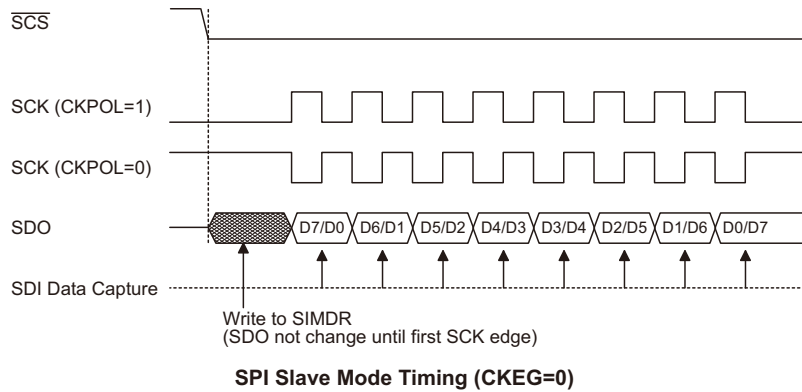 SCS
SCK (CKPOL=1)
SCK (CKPOL=0)
SDO D7/D0 D6/D1 D5/D2 D4/D3 D3/D4 D2/D5 D1/D6 D0/D7
SDI Data Capture
Write to SIMDR
(SDO not change until first SCK edge)
SPI Slave Mode Timing (CKEG=0)